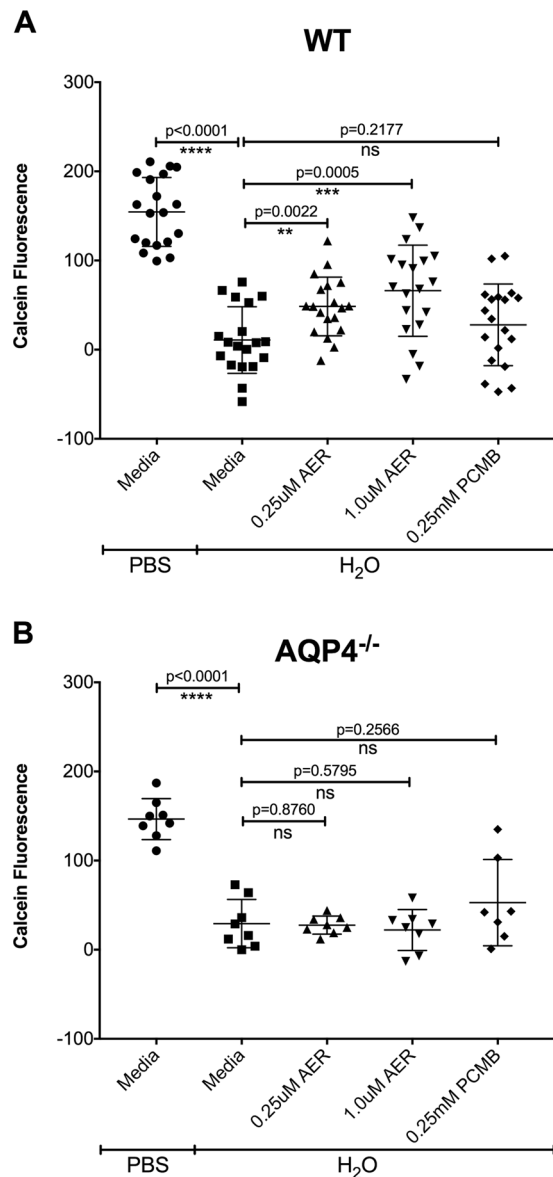 A
WT
300
p<0.0001
****
p=0.2177
ns
200
p=0.0005
***
p=0.0022
**
100
0
-100
Calcein Fluorescence
Media
Media
0.25uM AER
1.0uM AER
0.25mM PCMB
PBS
H₂O
B
AQP4-/-
300
p<0.0001
****
p=0.2566
ns
200
p=0.5795
ns
p=0.8760
ns
100
0
-100
Calcein Fluorescence
Media
Media
0.25uM AER
1.0uM AER
0.25mM PCMB
PBS
H₂O